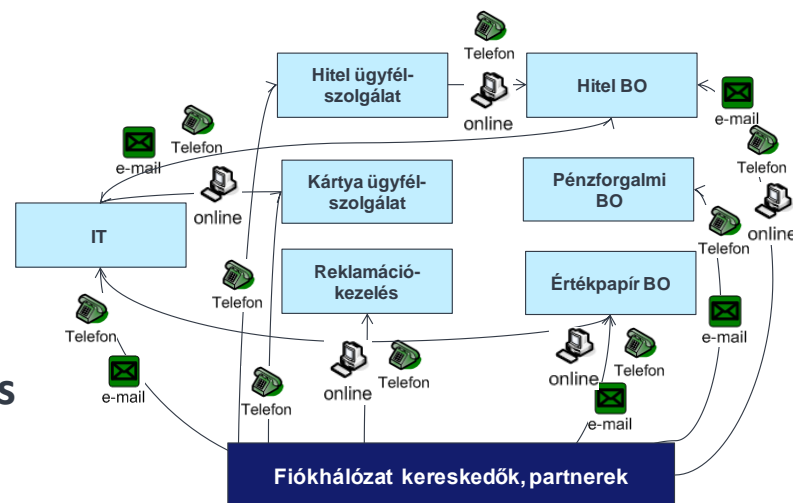 Telefon
Hitel ügyfél-
szolgálat
online
Hitel BO
e-mail
Telefon
e-mail
Telefon
online
Kártya ügyfél-
szolgálat
online
Pénzforgalmi
BO
Telefon
IT
Telefon
Reklamáció-
kezelés
Értékpapír BO
Telefon
e-mail
online
Telefon
online
Telefon
e-mail
Telefon
e-mail
s
Fiókhálózat kereskedők, partnerek